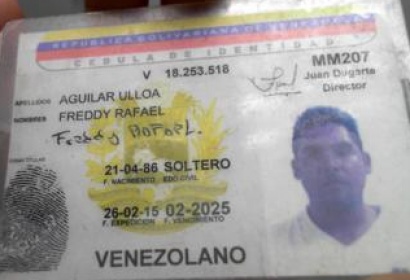 REPUBLICA BOLIVARIANA DE VENEZUELA
CEDULA DE IDENTIDAD
V 18.253.518
MM207
Juan Dugarte
Director
APELLIDOS AGUILAR ULLOA
NOMBRES FREDDY RAFAEL
Freddy Rafael.
21-04-86 SOLTERO
F. NACIMIENTO EDO.CIVIL
26-02-15 02-2025
F. EXPEDICION F. VENCIMIENTO
VENEZOLANO